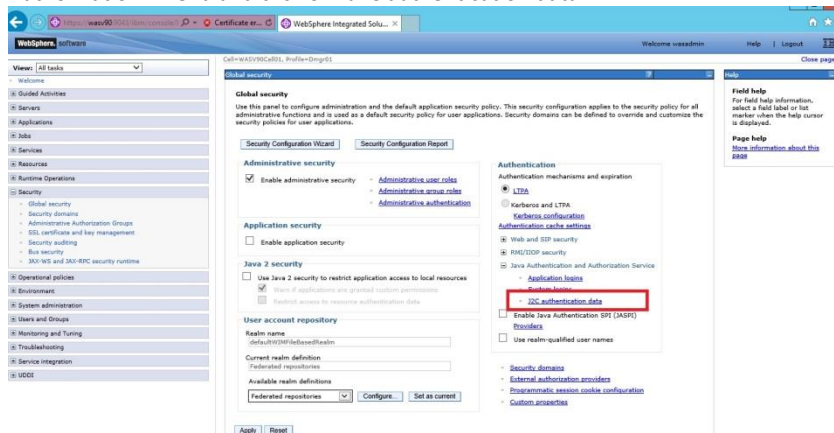 https://wasv90:9043/ibm/console/l
Certificate er...
WebSphere Integrated Solu...
WebSphere. software
Welcome wasadmin
Help | Logout
View: All tasks
Cell=WASV90Cell01, Profile=Dmgr01
Close page
Welcome
Guided Activities
Servers
Applications
Jobs
Services
Resources
Runtime Operations
Security
Global security
Security domains
Administrative Authorization Groups
SSL certificate and key management
Security auditing
Bus security
JAX-WS and JAX-RPC security runtime
Operational policies
Environment
System administration
Users and Groups
Monitoring and Tuning
Troubleshooting
Service integration
UDDI
Global security
Global security
Use this panel to configure administration and the default application security policy. This security configuration applies to the security policy for all
administrative functions and is used as a default security policy for user applications. Security domains can be defined to override and customize the
security policies for user applications.
Security Configuration Wizard
Security Configuration Report
Administrative security
Enable administrative security
Administrative user roles
Administrative group roles
Administrative authentication
Application security
Enable application security
Java 2 security
Use Java 2 security to restrict application access to local resources
Warn if applications are granted custom permissions
Restrict access to resource authentication data
User account repository
Realm name
defaultWIMFileBasedRealm
Current realm definition
Federated repositories
Available realm definitions
Federated repositories
Configure...
Set as current
Apply
Reset
Authentication
Authentication mechanisms and expiration
LTPA
Kerberos and LTPA
Kerberos configuration
Authentication cache settings
Web and SIP security
RMI/IIOP security
Java Authentication and Authorization Service
Application logins
System logins
J2C authentication data
Enable Java Authentication SPI (JASPI)
Providers
Use realm-qualified user names
Security domains
External authorization providers
Programmatic session cookie configuration
Custom properties
Help
Field help
For field help information,
select a field label or list
marker when the help cursor
is displayed.
Page help
More information about this
page